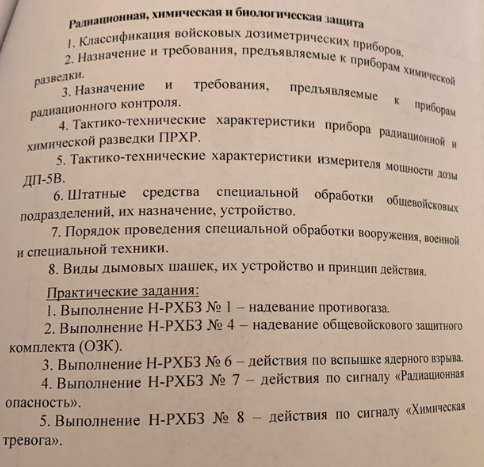 Радиационная, химическая и биологическая защита
1. Классификация войсковых дозиметрических приборов.
2. Назначение и требования, предъявляемые к приборам химической
разведки.
3. Назначение и требования, предъявляемые к приборам
радиационного контроля.
4. Тактико-технические характеристики прибора радиационной и
химической разведки ПРХР.
5. Тактико-технические характеристики измерителя мощности дозы
ДП-5В.
6. Штатные средства специальной обработки общевойсковых
подразделений, их назначение, устройство.
7. Порядок проведения специальной обработки вооружения, военной
и специальной техники.
8. Виды дымовых шашек, их устройство и принцип действия.
Практические задания:
1. Выполнение Н-РХБЗ № 1 – надевание противогаза.
2. Выполнение Н-РХБЗ № 4 – надевание общевойскового защитного
комплекта (ОЗК).
3. Выполнение Н-РХБЗ № 6 – действия по вспышке ядерного взрыва.
4. Выполнение Н-РХБЗ № 7 – действия по сигналу «Радиационная
опасность».
5. Выполнение Н-РХБЗ № 8 – действия по сигналу «Химическая
тревога».